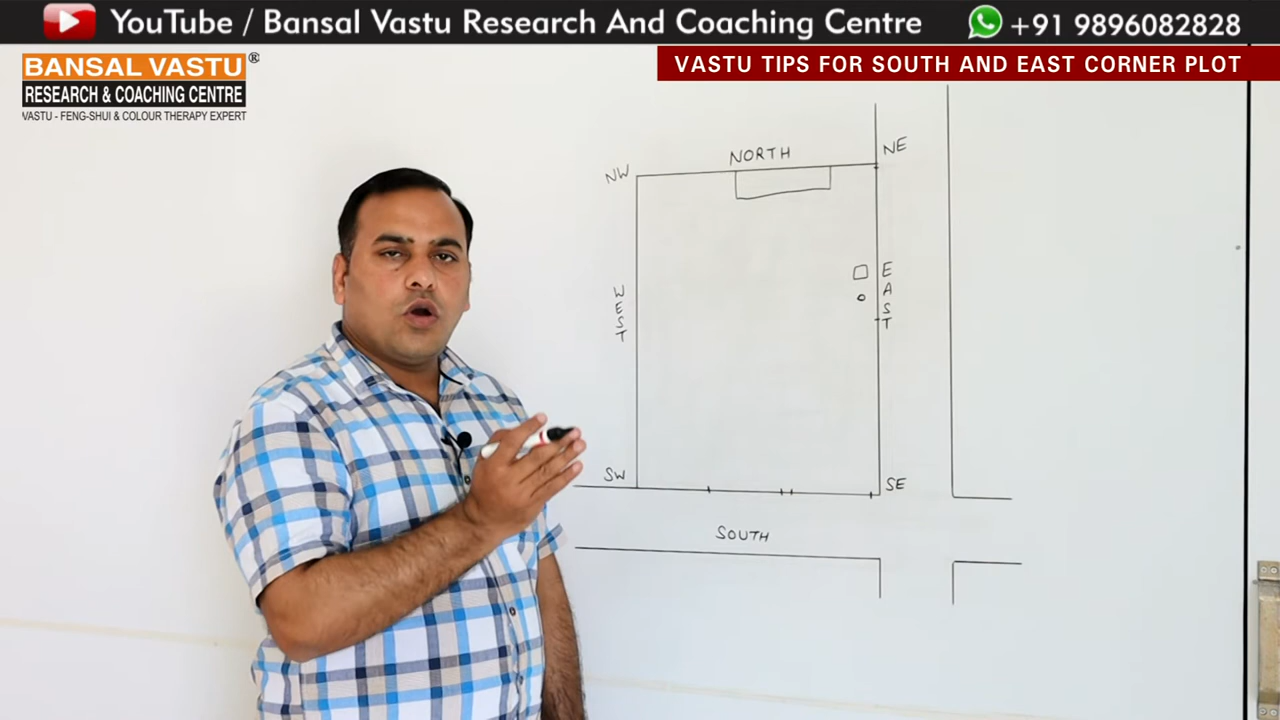 YouTube / Bansal Vastu Research And Coaching Centre
+91 9896082828
BANSAL VASTU®
RESEARCH & COACHING CENTRE
VASTU - FENG-SHUI & COLOUR THERAPY EXPERT
VASTU TIPS FOR SOUTH AND EAST CORNER PLOT
NW
NORTH
NE
WEST
EAST
SW
SE
SOUTH